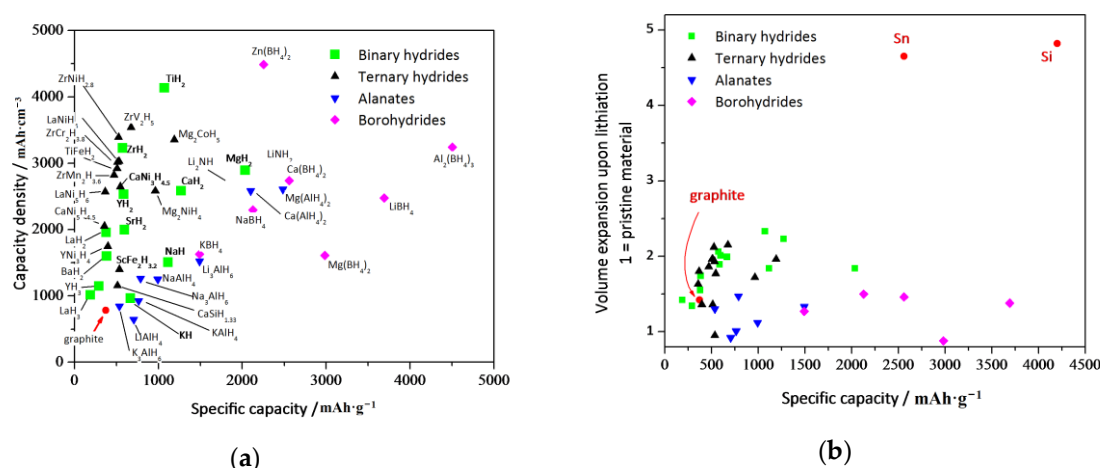 5000
4000
3000
2000
1000
0
Capacity density / mAh·cm⁻³
0 1000 2000 3000 4000 5000
Specific capacity / mAh·g⁻¹
Binary hydrides
Ternary hydrides
Alanates
Borohydrides
Zn(BH₄)₂
TiH₂
ZrNiH₂.₈
ZrV₂H₅
LaNiH
Mg₂CoH₅
ZrCr₂H₃.₈
ZrH₂
TiFeH₂
Li₂NH
MgH₂
LiNH₂
Al₂(BH₄)₃
ZrMn₂H₃.₆
CaNi₃H₄.₅
CaH₂
Ca(BH₄)₂
LaNi₅H₆
YH₂
Mg₂NiH₄
Mg(AlH₄)₂
LiBH₄
CaNi₅H₄.₅
SrH₂
NaBH₄
Ca(AlH₄)₂
LaH₂
YNi₃H₄
ScFe₂H₃.₂
NaH
KBH₄
Mg(BH₄)₂
BaH₂
Li₃AlH₆
YH₃
NaAlH₄
Na₃AlH₆
LaH₃
CaSiH₁.₃₃
graphite
LiAlH₄
KH
KAlH₄
K₃AlH₆
(a)
5
4
3
2
1
Volume expansion upon lithiation
1 = pristine material
0 500 1000 1500 2000 2500 3000 3500 4000 4500
Specific capacity / mAh·g⁻¹
Binary hydrides
Ternary hydrides
Alanates
Borohydrides
Sn
Si
graphite
(b)